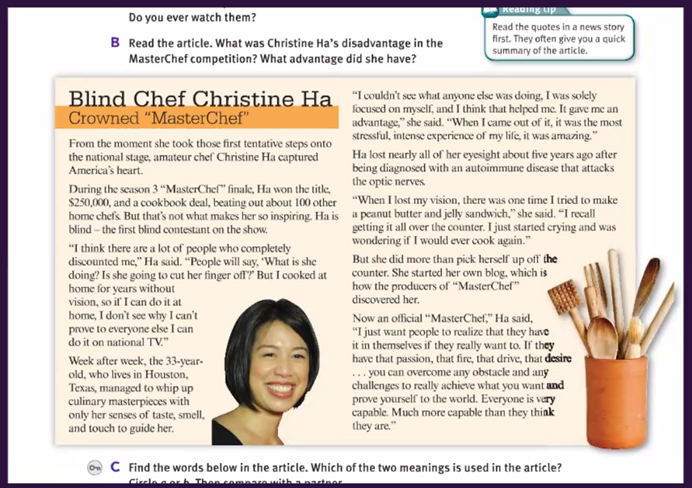 Do you ever watch them?
B Read the article. What was Christine Ha's disadvantage in the
MasterChef competition? What advantage did she have?
Reading tip
Read the quotes in a news story
first. They often give you a quick
summary of the article.
Blind Chef Christine Ha
Crowned "MasterChef"
From the moment she took those first tentative steps onto
the national stage, amateur chef Christine Ha captured
America's heart.
During the season 3 "MasterChef" finale, Ha won the title,
$250,000, and a cookbook deal, beating out about 100 other
home chefs. But that's not what makes her so inspiring. Ha is
blind – the first blind contestant on the show.
"I think there are a lot of people who completely
discounted me," Ha said. "People will say, 'What is she
doing? Is she going to cut her finger off?' But I cooked at
home for years without
vision, so if I can do it at
home, I don't see why I can't
prove to everyone else I can
do it on national TV."
Week after week, the 33-year-
old, who lives in Houston,
Texas, managed to whip up
culinary masterpieces with
only her senses of taste, smell,
and touch to guide her.
"I couldn't see what anyone else was doing, I was solely
focused on myself, and I think that helped me. It gave me an
advantage," she said. "When I came out of it, it was the most
stressful, intense experience of my life, it was amazing."
Ha lost nearly all of her eyesight about five years ago after
being diagnosed with an autoimmune disease that attacks
the optic nerves.
"When I lost my vision, there was one time I tried to make
a peanut butter and jelly sandwich," she said. "I recall
getting it all over the counter. I just started crying and was
wondering if I would ever cook again."
But she did more than pick herself up off the
counter. She started her own blog, which is
how the producers of "MasterChef"
discovered her.
Now an official "MasterChef," Ha said,
"I just want people to realize that they have
it in themselves if they really want to. If they
have that passion, that fire, that drive, that desire
. . . you can overcome any obstacle and any
challenges to really achieve what you want and
prove yourself to the world. Everyone is very
capable. Much more capable than they think
they are."
C Find the words below in the article. Which of the two meanings is used in the article?
Circle a or b. Then compare with a partner.